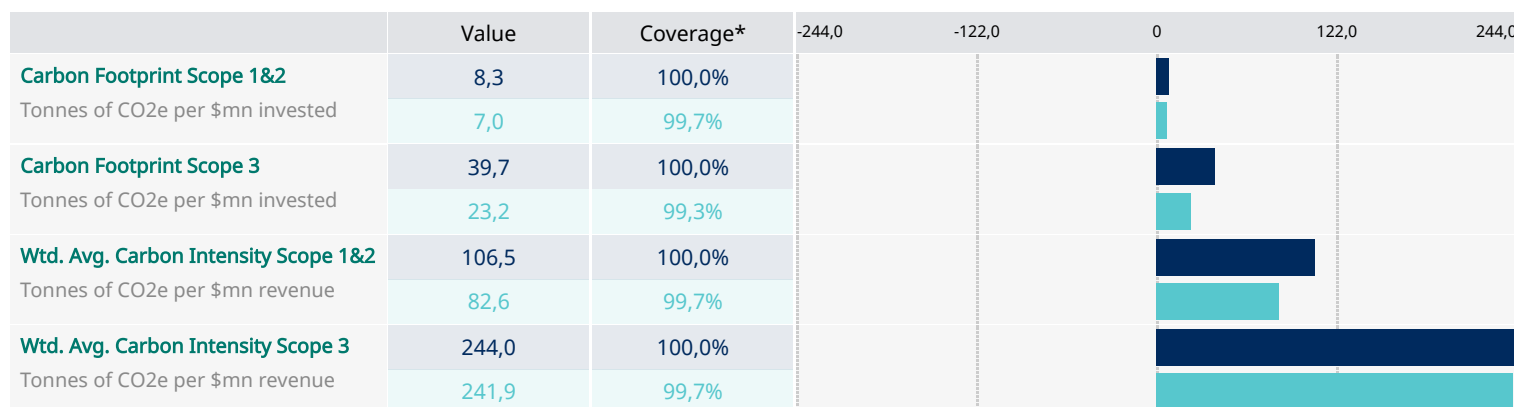 Value Coverage* -244,0 -122,0 0 122,0 244,0
Carbon Footprint Scope 1&2 8,3 100,0%
Tonnes of CO2e per $mn invested 7,0 99,7%
Carbon Footprint Scope 3 39,7 100,0%
Tonnes of CO2e per $mn invested 23,2 99,3%
Wtd. Avg. Carbon Intensity Scope 1&2 106,5 100,0%
Tonnes of CO2e per $mn revenue 82,6 99,7%
Wtd. Avg. Carbon Intensity Scope 3 244,0 100,0%
Tonnes of CO2e per $mn revenue 241,9 99,7%